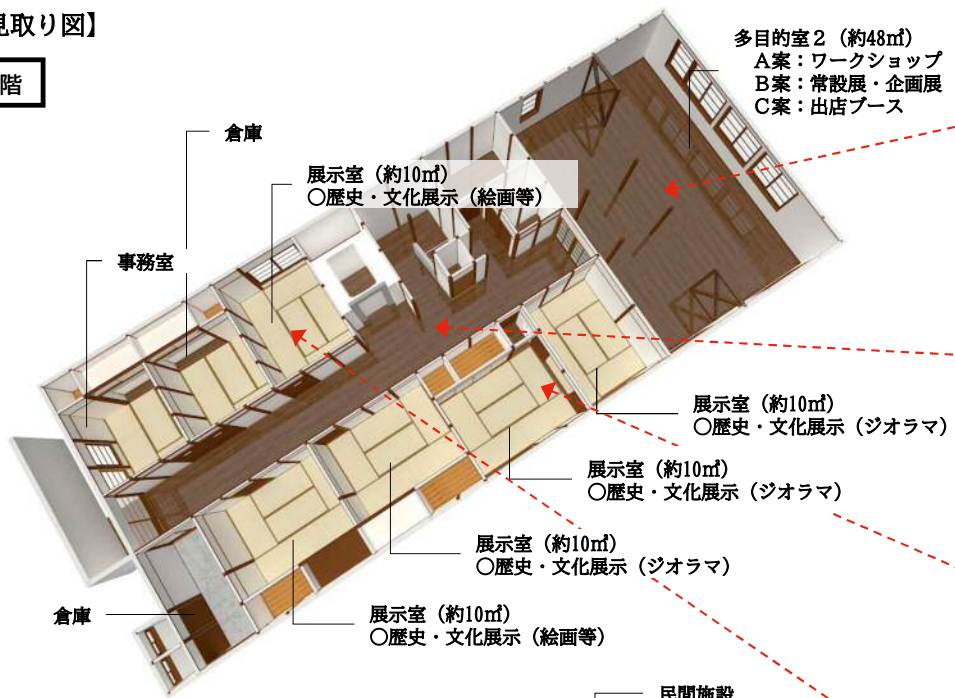 見取り図】
階
多目的室２（約48㎡）
Ａ案：ワークショップ
Ｂ案：常設展・企画展
Ｃ案：出店ブース
倉庫
展示室（約10㎡）
〇歴史・文化展示（絵画等）
事務室
展示室（約10㎡）
〇歴史・文化展示（ジオラマ）
展示室（約10㎡）
〇歴史・文化展示（ジオラマ）
展示室（約10㎡）
〇歴史・文化展示（ジオラマ）
倉庫
展示室（約10㎡）
〇歴史・文化展示（絵画等）
民間施設